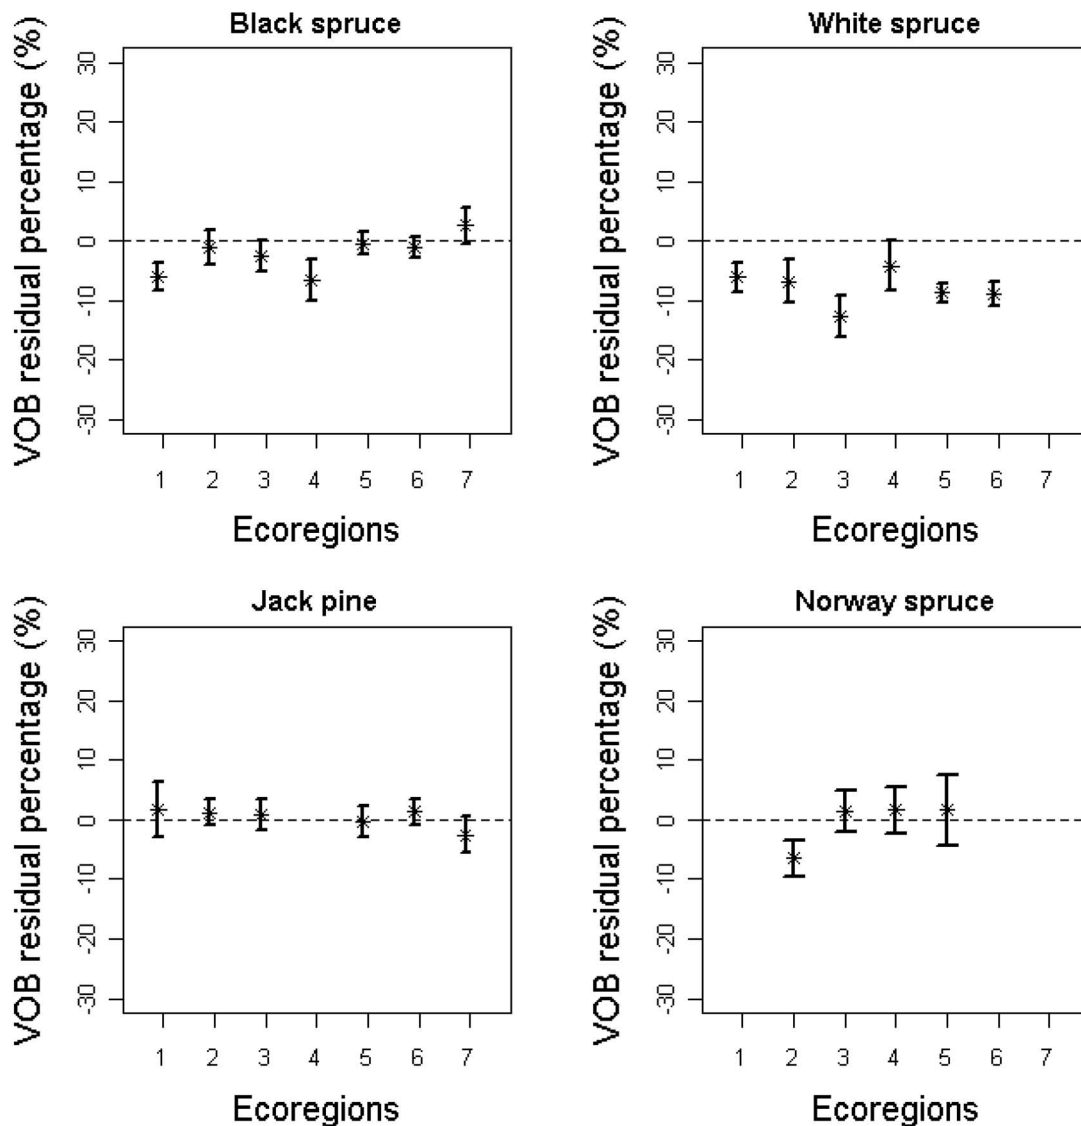 Black spruce
VOB residual percentage (%)
30
20
10
0
-10
-20
-30
1 2 3 4 5 6 7
Ecoregions
White spruce
VOB residual percentage (%)
30
20
10
0
-10
-20
-30
1 2 3 4 5 6 7
Ecoregions
Jack pine
VOB residual percentage (%)
30
20
10
0
-10
-20
-30
1 2 3 4 5 6 7
Ecoregions
Norway spruce
VOB residual percentage (%)
30
20
10
0
-10
-20
-30
1 2 3 4 5 6 7
Ecoregions